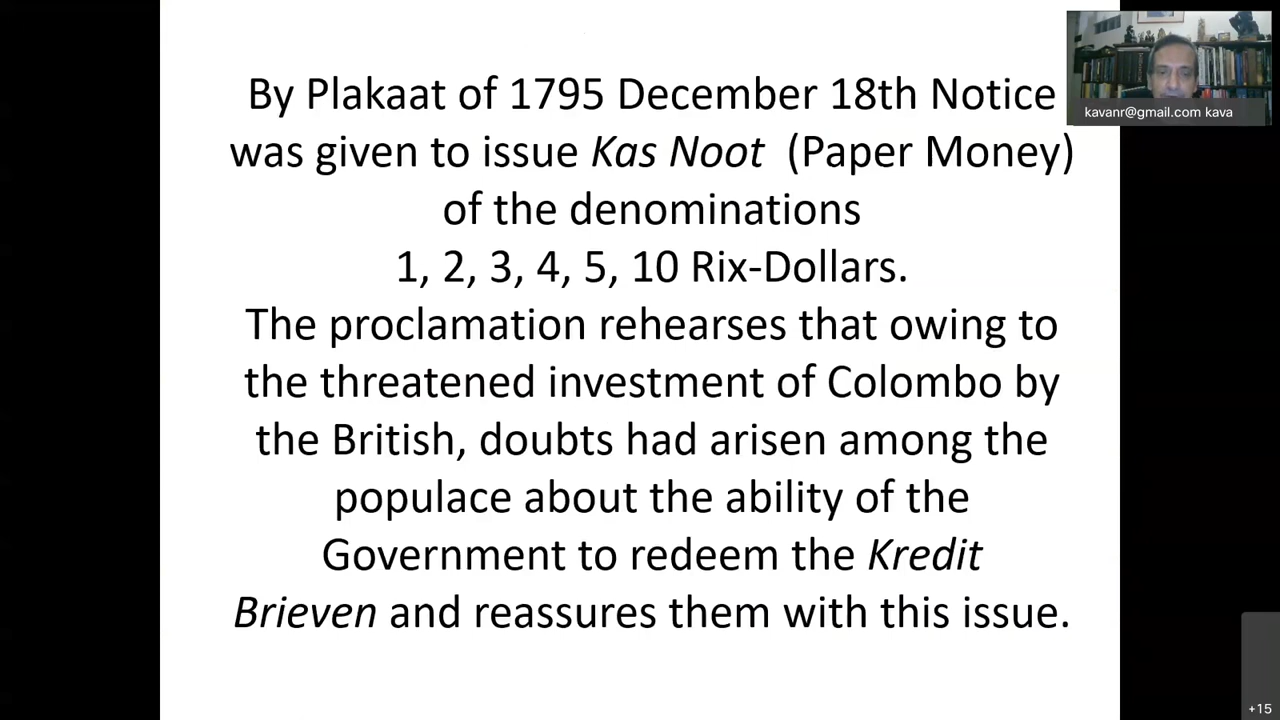 By Plakaat of 1795 December 18th Notice
was given to issue Kas Noot (Paper Money)
of the denominations
1, 2, 3, 4, 5, 10 Rix-Dollars.
The proclamation rehearses that owing to
the threatened investment of Colombo by
the British, doubts had arisen among the
populace about the ability of the
Government to redeem the Kredit
Brieven and reassures them with this issue.
kavanr@gmail.com kava
+15